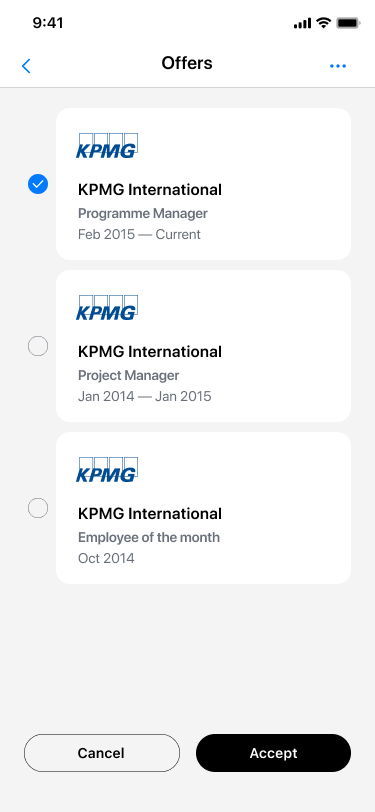 9:41
Offers
KPMG
KPMG International
Programme Manager
Feb 2015 — Current
KPMG
KPMG International
Project Manager
Jan 2014 — Jan 2015
KPMG
KPMG International
Employee of the month
Oct 2014
Cancel
Accept